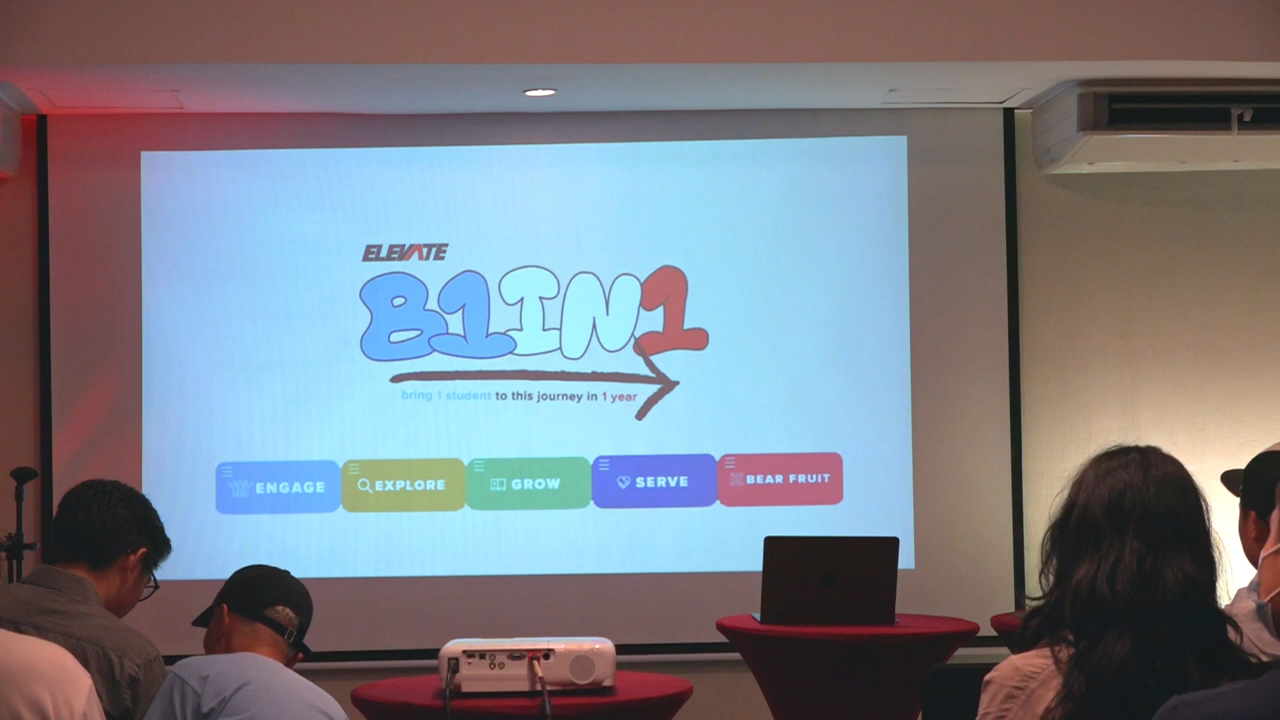 ELEVATE
B1IN1
bring 1 student to this journey in 1 year
ENGAGE
EXPLORE
GROW
SERVE
BEAR FRUIT